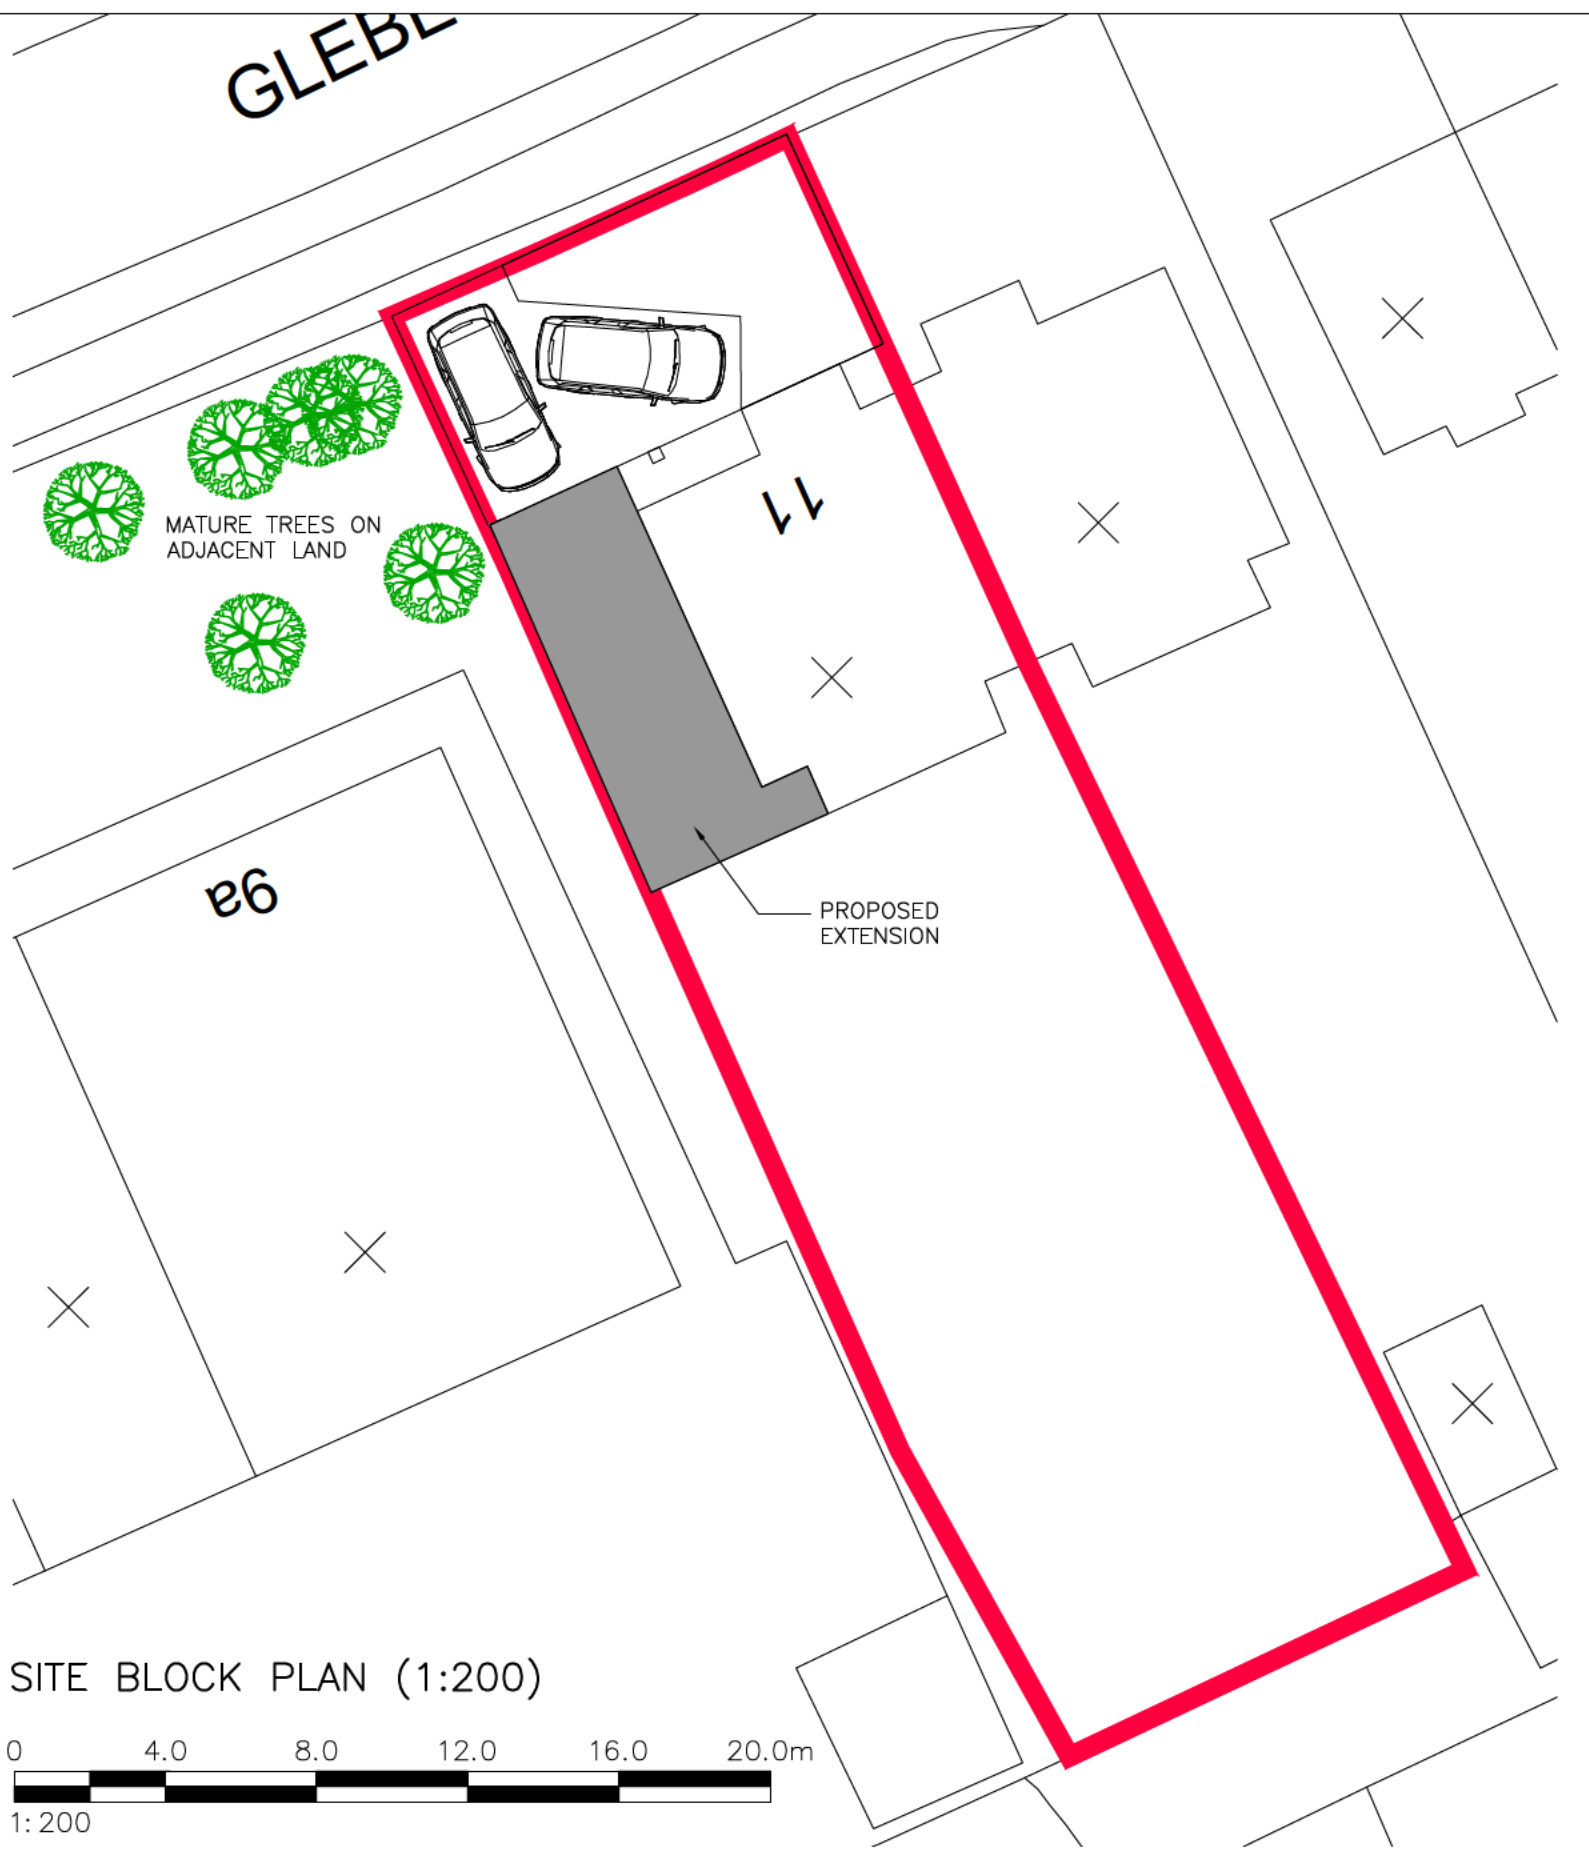 GLEBE
MATURE TREES ON
ADJACENT LAND
11
9a
PROPOSED
EXTENSION
SITE BLOCK PLAN (1:200)
0 4.0 8.0 12.0 16.0 20.0m
1:200